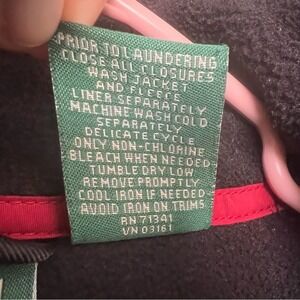 PRIOR TO LAUNDERING
CLOSE ALL CLOSURES
WASH JACKET
AND FLEECE
LINER SEPARATELY
MACHINE WASH COLD
SEPARATELY
DELICATE CYCLE
ONLY NON-CHLORINE
BLEACH WHEN NEEDED
TUMBLE DRY LOW
REMOVE PROMPTLY
COOL IRON IF NEEDED
AVOID IRON ON TRIMS
RN 71341
VN 03161